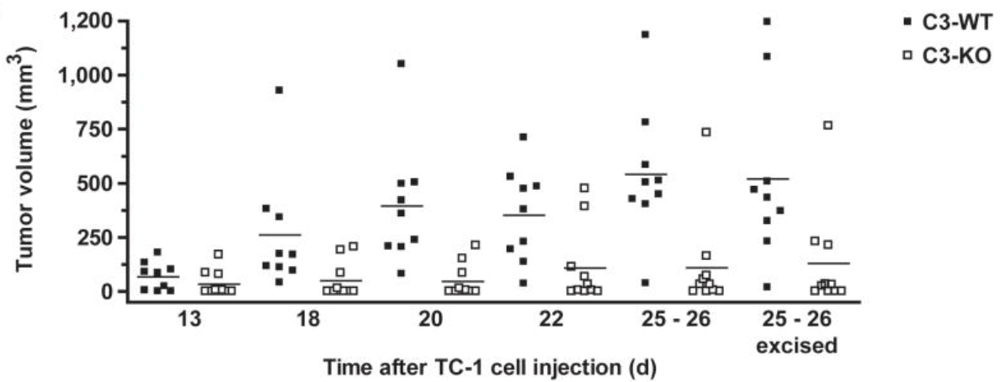 1,200
1,000
750
500
250
0
Tumor volume (mm³)
C3-WT
C3-KO
13 18 20 22 25 - 26 25 - 26
excised
Time after TC-1 cell injection (d)